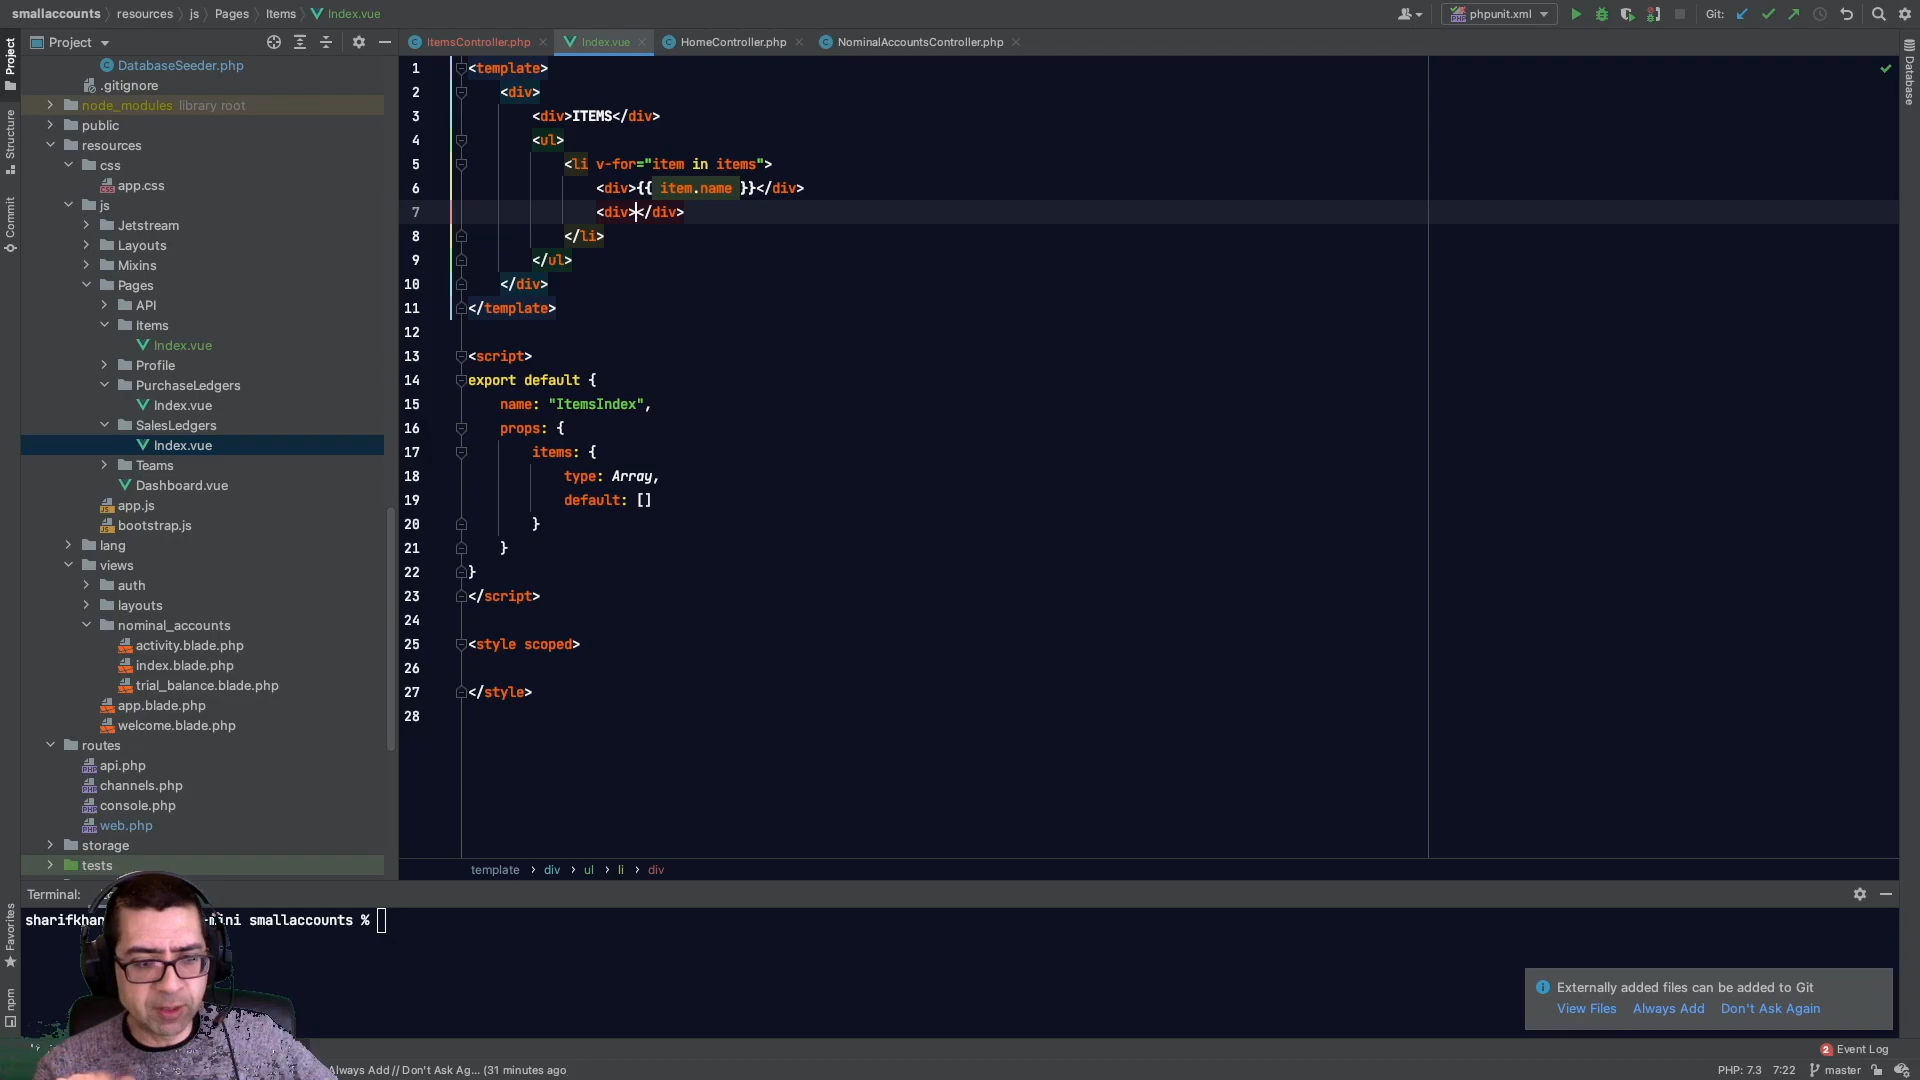 smallaccounts resources js Pages Items Index.vue
phpunit.xml Git:
Project
ItemsController.php Index.vue HomeController.php NominalAccountsController.php
Project
Structure
Commit
Favorites
npm
Database
DatabaseSeeder.php
.gitignore
node_modules library root
public
resources
css
app.css
js
Jetstream
Layouts
Mixins
Pages
API
Items
Index.vue
Profile
PurchaseLedgers
Index.vue
SalesLedgers
Index.vue
Teams
Dashboard.vue
app.js
bootstrap.js
lang
views
auth
layouts
nominal_accounts
activity.blade.php
index.blade.php
trial_balance.blade.php
app.blade.php
welcome.blade.php
routes
api.php
channels.php
console.php
web.php
storage
tests
1 <template>
2 <div>
3 <div>ITEMS</div>
4 <ul>
5 <li v-for="item in items">
6 <div>{{ item.name }}</div>
7 <div></div>
8 </li>
9 </ul>
10 </div>
11 </template>
12
13 <script>
14 export default {
15 name: "ItemsIndex",
16 props: {
17 items: {
18 type: Array,
19 default: []
20 }
21 }
22 }
23 </script>
24
25 <style scoped>
26
27 </style>
28
template div ul li div
Terminal:
sharifkhan -mini smallaccounts %
Externally added files can be added to Git
View Files Always Add Don't Ask Again
2 Event Log
Always Add // Don't Ask Ag... (31 minutes ago) PHP: 7.3 7:22 master